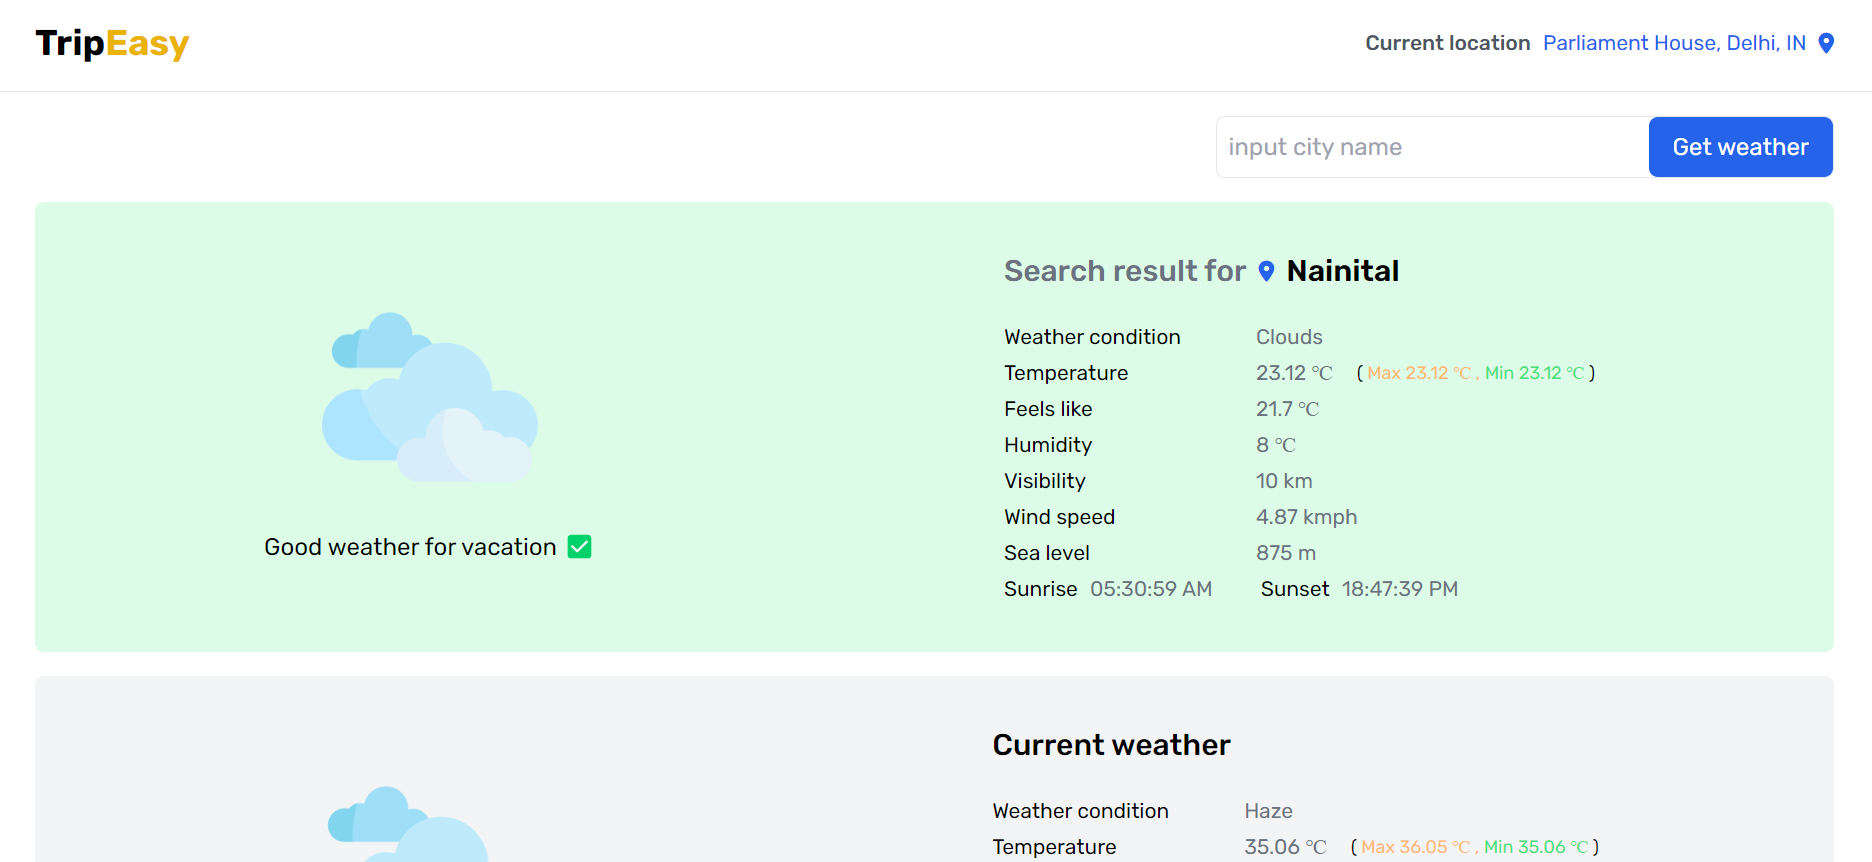 TripEasy
Current location Parliament House, Delhi, IN
input city name
Get weather
Search result for Nainital
Weather condition Clouds
Temperature 23.12 ℃ ( Max 23.12 ℃ , Min 23.12 ℃ )
Feels like 21.7 ℃
Humidity 8 ℃
Visibility 10 km
Wind speed 4.87 kmph
Sea level 875 m
Sunrise 05:30:59 AM Sunset 18:47:39 PM
Good weather for vacation ✅
Current weather
Weather condition Haze
Temperature 35.06 ℃ ( Max 36.05 ℃ , Min 35.06 ℃ )